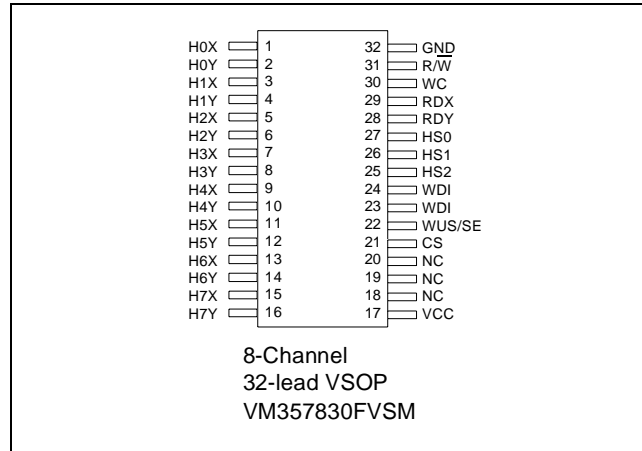 H0X 1 32 GND
H0Y 2 31 R/W̅
H1X 3 30 WC
H1Y 4 29 RDX
H2X 5 28 RDY
H2Y 6 27 HS0
H3X 7 26 HS1
H3Y 8 25 HS2
H4X 9 24 WDI
H4Y 10 23 WDI
H5X 11 22 WUS/SE
H5Y 12 21 CS
H6X 13 20 NC
H6Y 14 19 NC
H7X 15 18 NC
H7Y 16 17 VCC
8-Channel
32-lead VSOP
VM357830FVSM